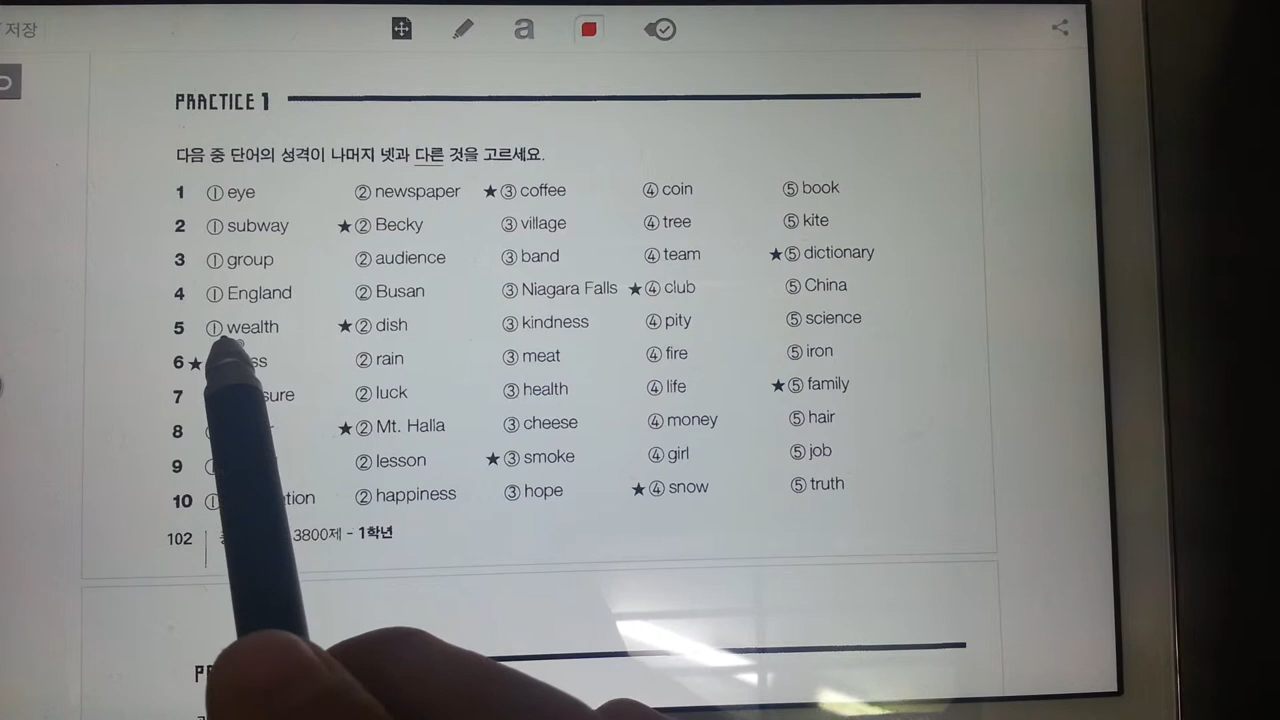 저장
a
PRACTICE 1
다음 중 단어의 성격이 나머지 넷과 다른 것을 고르세요.
1 ① eye ② newspaper ★③ coffee ④ coin ⑤ book
2 ① subway ★② Becky ③ village ④ tree ⑤ kite
3 ① group ② audience ③ band ④ team ★⑤ dictionary
4 ① England ② Busan ③ Niagara Falls ★④ club ⑤ China
5 ① wealth ★② dish ③ kindness ④ pity ⑤ science
6 ★ ② rain ③ meat ④ fire ⑤ iron
7 ② luck ③ health ④ life ★⑤ family
8 ★② Mt. Halla ③ cheese ④ money ⑤ hair
9 ② lesson ★③ smoke ④ girl ⑤ job
10 ① ② happiness ③ hope ★④ snow ⑤ truth
102 3800제 - 1학년